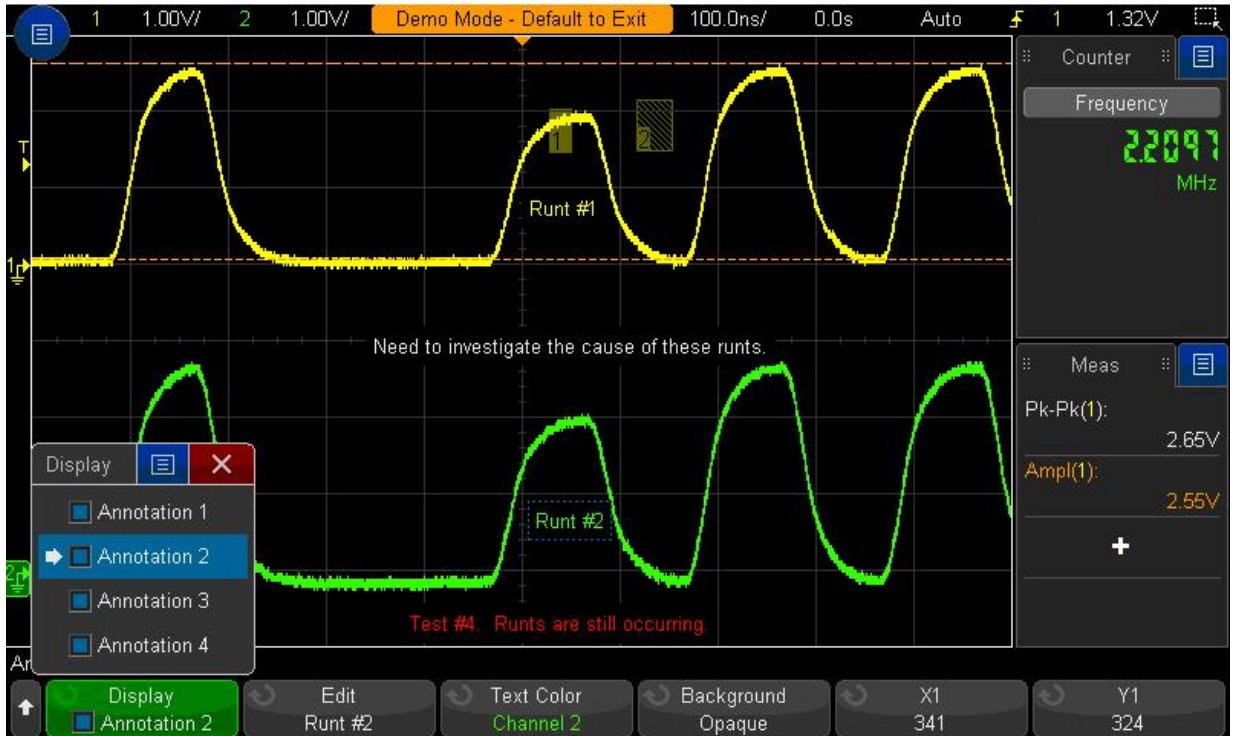 1 1.00V/ 2 1.00V/ Demo Mode - Default to Exit 100.0ns/ 0.0s Auto 1 1.32V
Counter
Frequency
2.2097
MHz
T
1
2
Runt #1
1
Need to investigate the cause of these runts.
Meas
Pk-Pk(1):
2.65V
Ampl(1):
2.55V
Display
Annotation 1
Annotation 2
Annotation 3
Annotation 4
Runt #2
2
Test #4. Runts are still occurring.
Display
Annotation 2
Edit
Runt #2
Text Color
Channel 2
Background
Opaque
X1
341
Y1
324